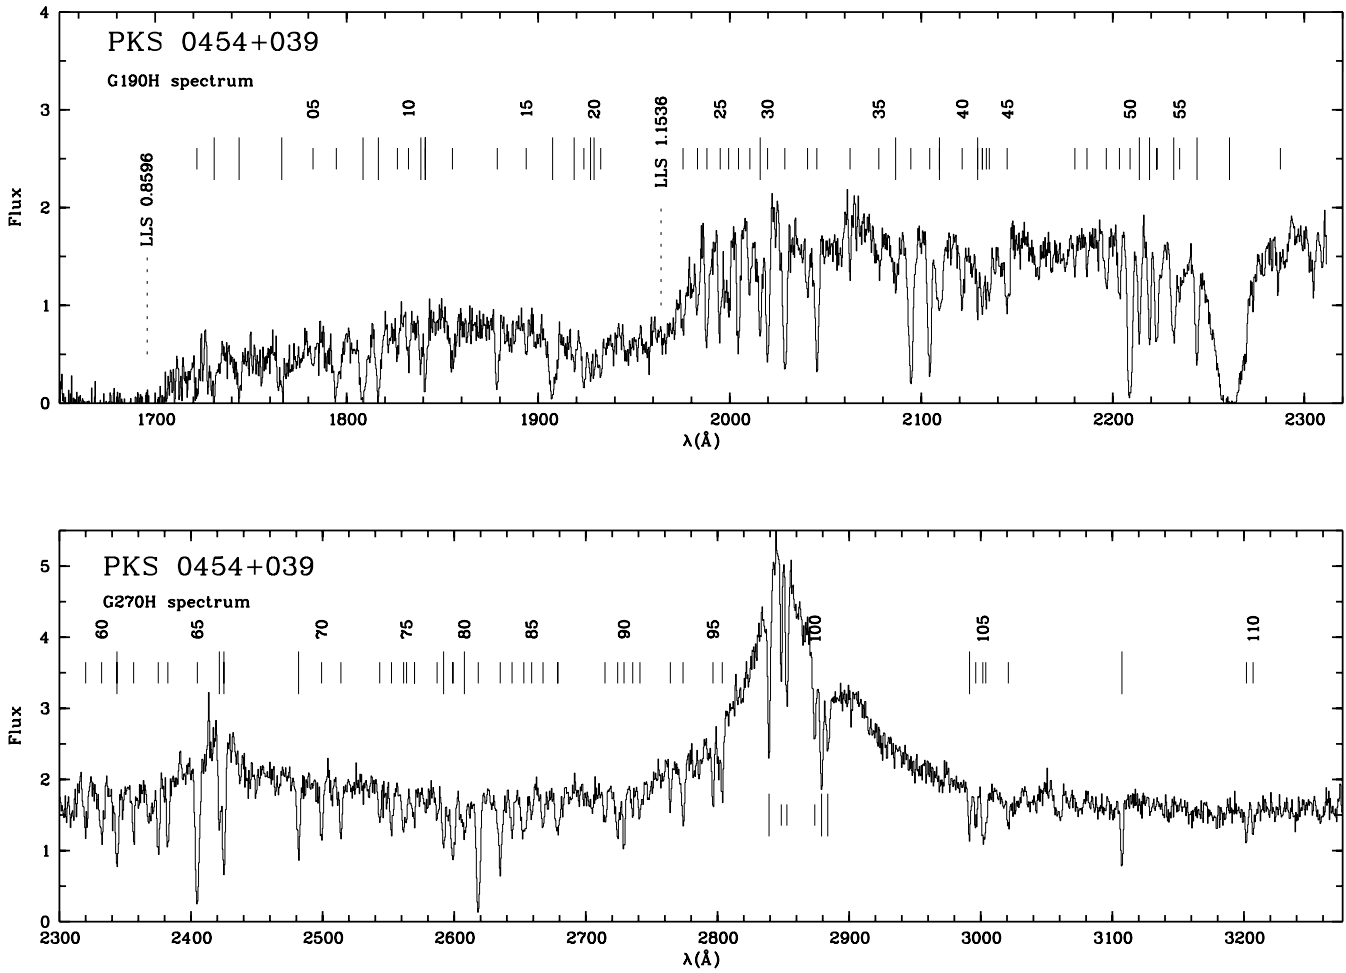 4
PKS 0454+039
G190H spectrum
3
05 10 15 20 25 30 35 40 45 50 55
LLS 0.8596
LLS 1.1536
2
Flux
1
0
1700 1800 1900 2000 2100 2200 2300
λ(Å)
5
PKS 0454+039
G270H spectrum
4
60 65 70 75 80 85 90 95 100 105 110
3
Flux
2
1
0
2300 2400 2500 2600 2700 2800 2900 3000 3100 3200
λ(Å)